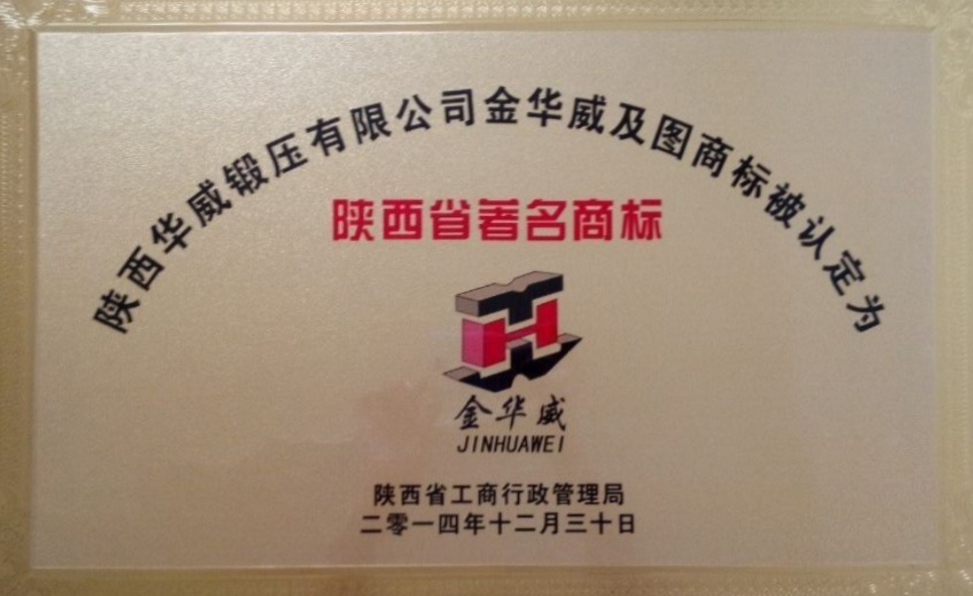 陕西华威锻压有限公司金华威及图商标被认定为
陕西省著名商标
金华威
JINHUAWEI
陕西省工商行政管理局
二零一四年十二月三十日